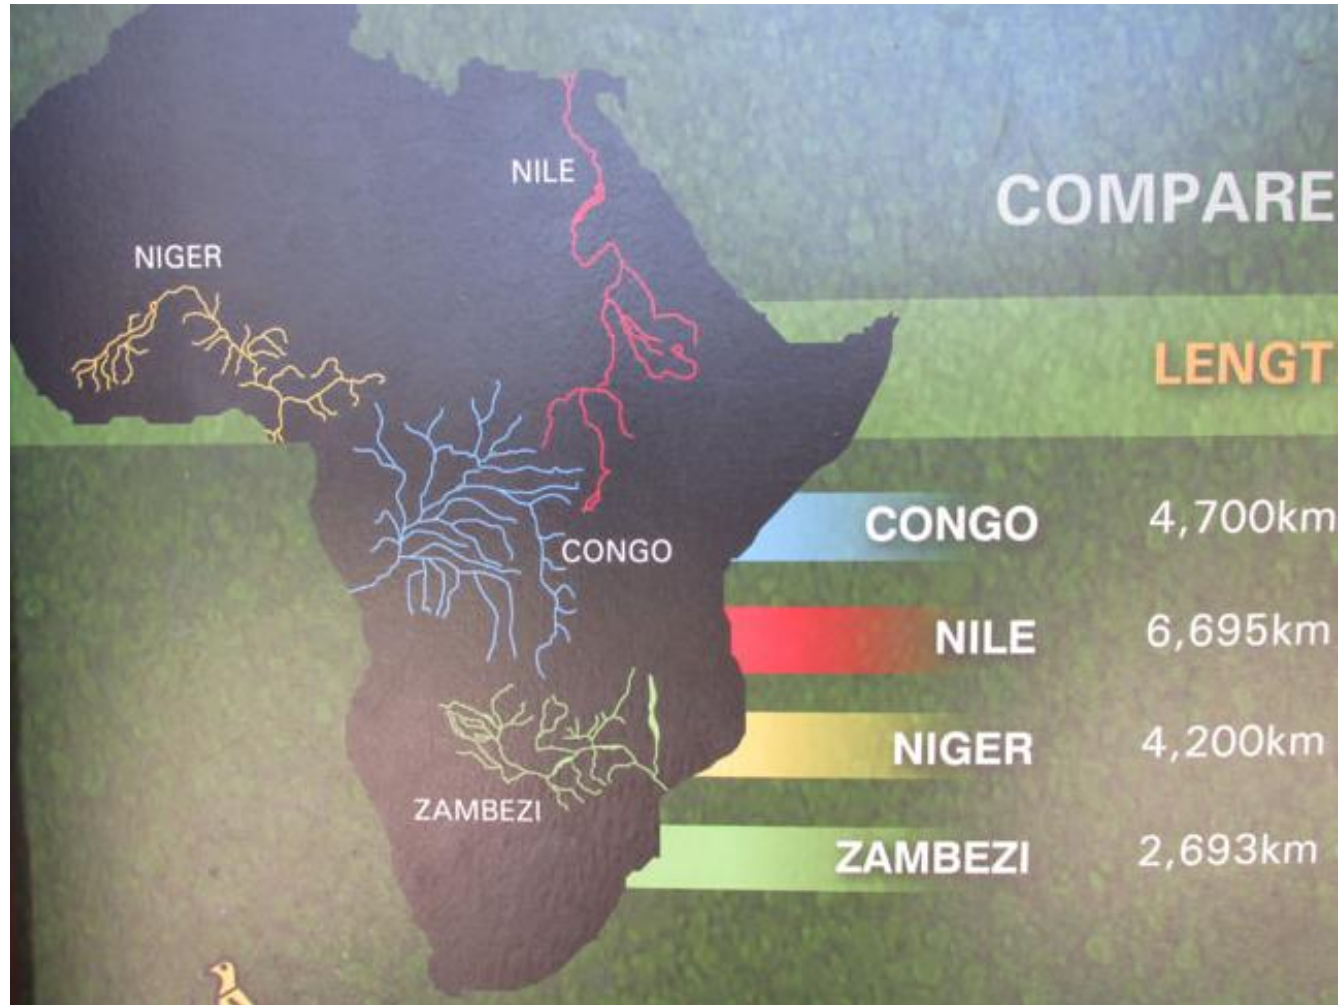 NILE
COMPARE
NIGER
LENGT
CONGO 4,700km
CONGO
NILE 6,695km
NIGER 4,200km
ZAMBEZI
ZAMBEZI 2,693km